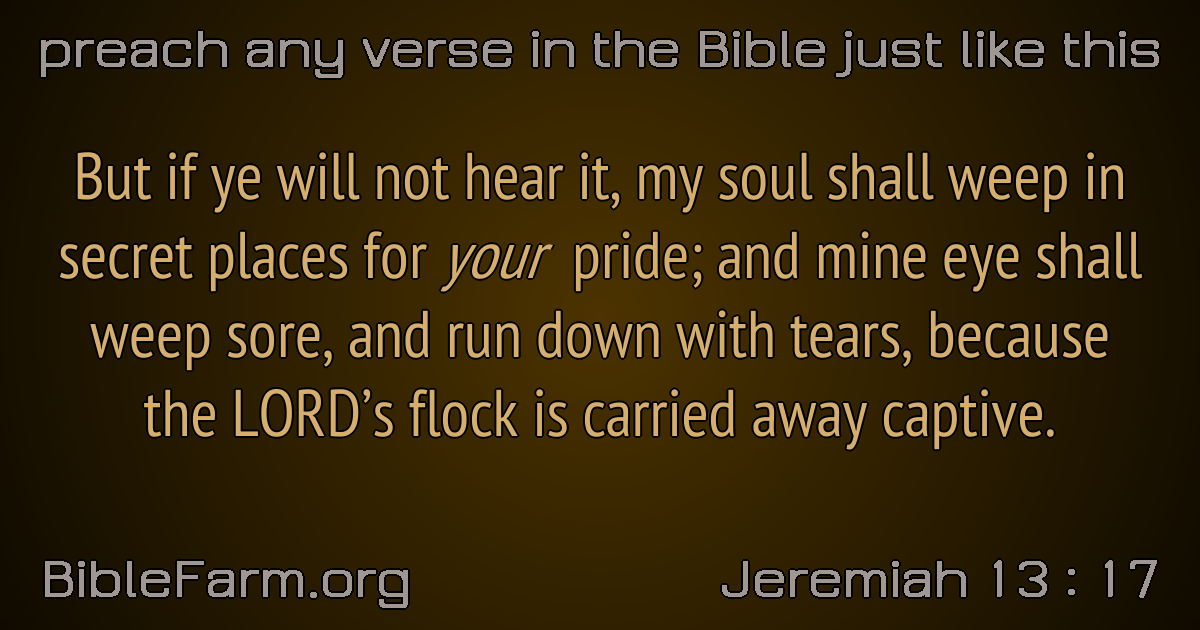 preach any verse in the Bible just like this
But if ye will not hear it, my soul shall weep in
secret places for your pride; and mine eye shall
weep sore, and run down with tears, because
the LORD’s flock is carried away captive.
BibleFarm.org
Jeremiah 13 : 17